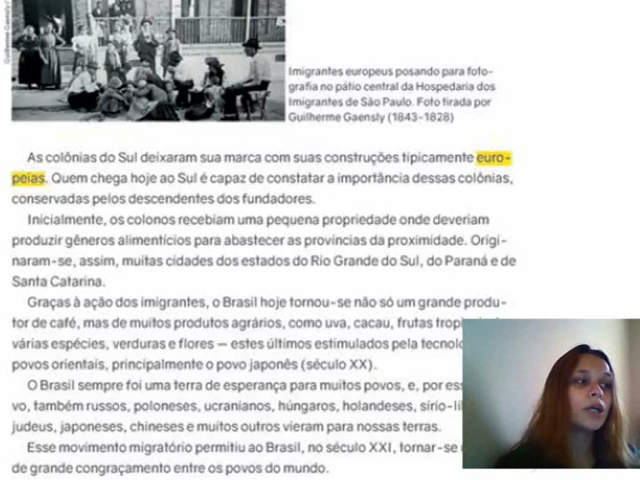 Guilherme Gaensly
Imigrantes europeus posando para foto-
grafia no pátio central da Hospedaria dos
Imigrantes de São Paulo. Foto tirada por
Guilherme Gaensly (1843-1828)
As colônias do Sul deixaram sua marca com suas construções tipicamente euro-
peias. Quem chega hoje ao Sul é capaz de constatar a importância dessas colônias,
conservadas pelos descendentes dos fundadores.
Inicialmente, os colonos recebiam uma pequena propriedade onde deveriam
produzir gêneros alimentícios para abastecer as províncias da proximidade. Origi-
naram-se, assim, muitas cidades dos estados do Rio Grande do Sul, do Paraná e de
Santa Catarina.
Graças à ação dos imigrantes, o Brasil hoje tornou-se não só um grande produ-
tor de café, mas de muitos produtos agrários, como uva, cacau, frutas
várias espécies, verduras e flores — estes últimos estimulados pela
povos orientais, principalmente o povo japonês (século XX).
O Brasil sempre foi uma terra de esperança para muitos povos, e, por
vo, também russos, poloneses, ucranianos, húngaros, holandeses,
judeus, japoneses, chineses e muitos outros vieram para nossas terras.
Esse movimento migratório permitiu ao Brasil, no século XXI, tornar-se
de grande congraçamento entre os povos do mundo.